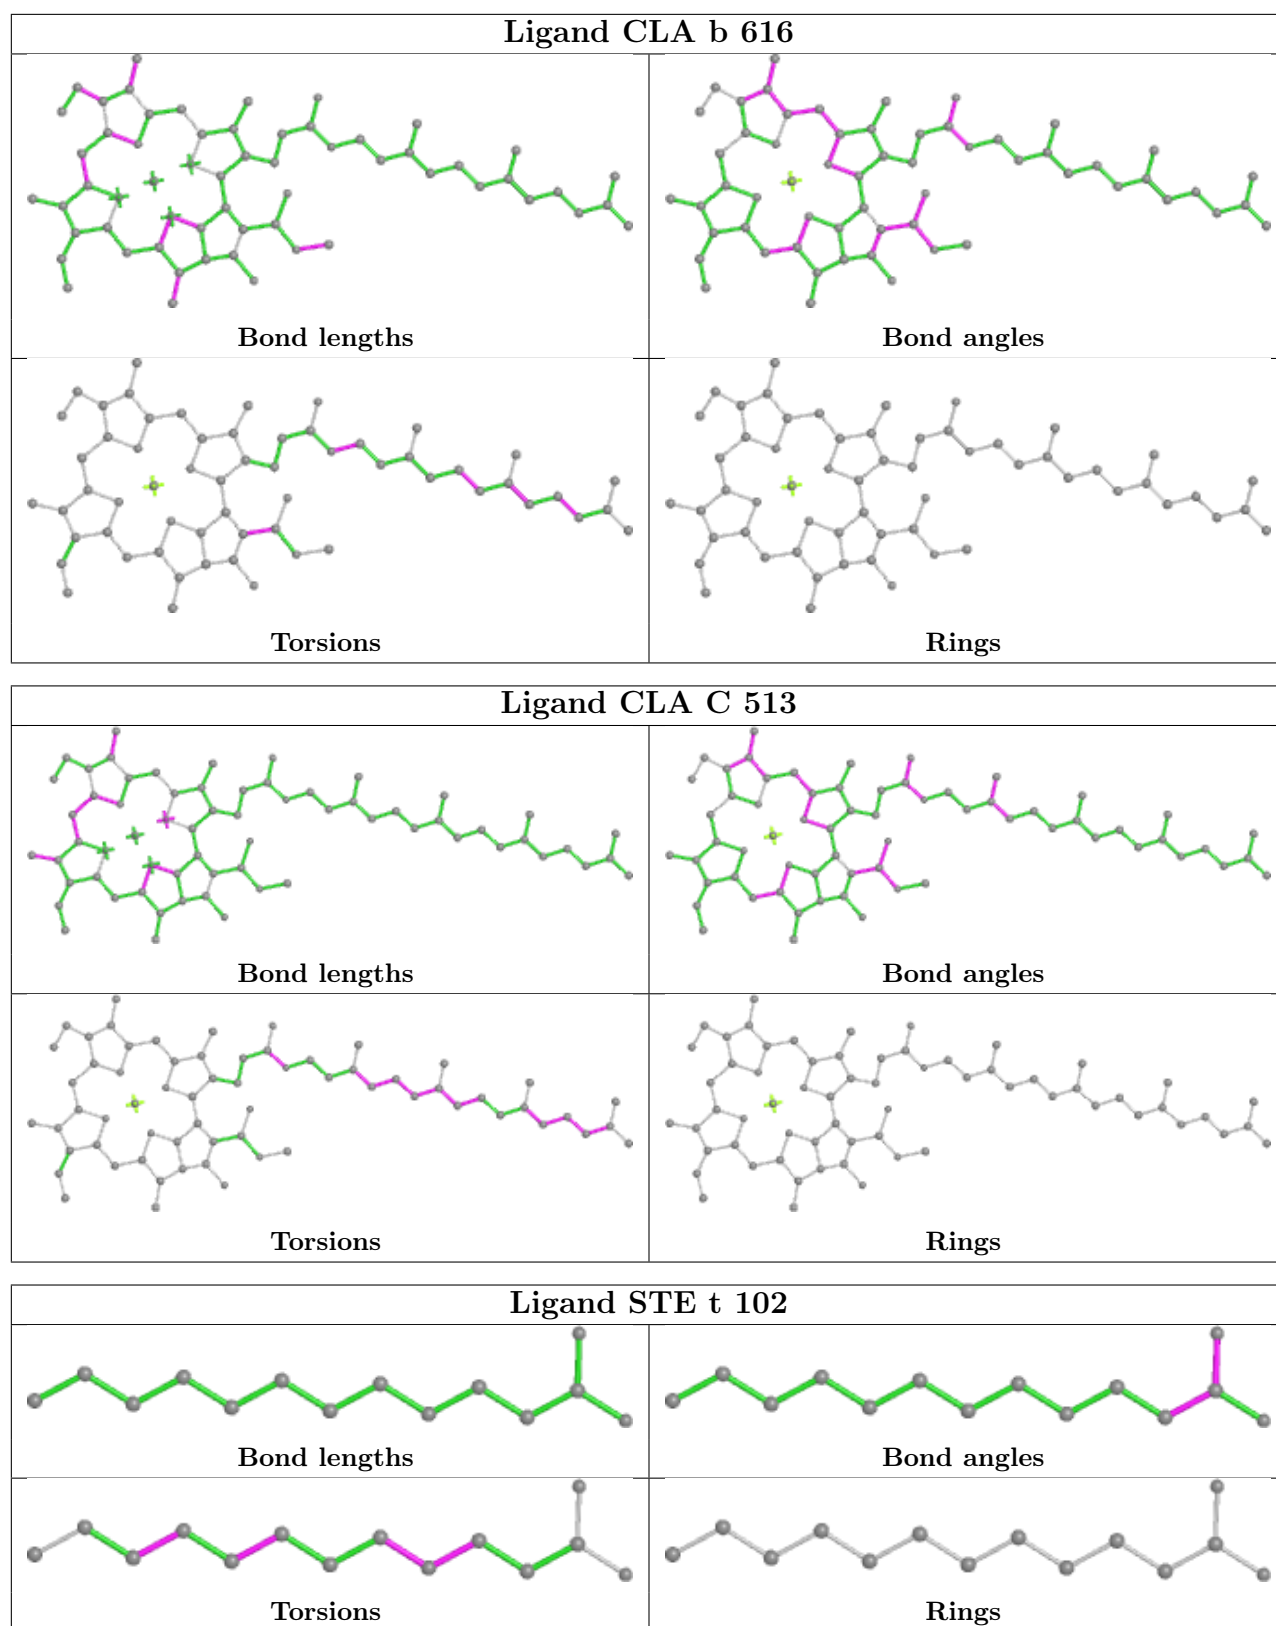 Ligand CLA b 616
Bond lengths
Bond angles
Torsions
Rings
Ligand CLA C 513
Bond lengths
Bond angles
Torsions
Rings
Ligand STE t 102
Bond lengths
Bond angles
Torsions
Rings